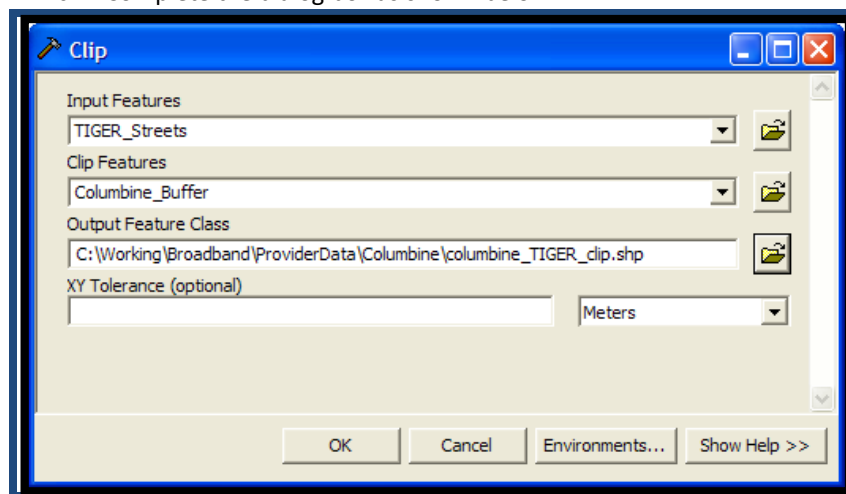 Clip
Input Features
TIGER_Streets
Clip Features
Columbine_Buffer
Output Feature Class
C:\Working\Broadband\ProviderData\Columbine\columbine_TIGER_clip.shp
XY Tolerance (optional)
Meters
OK Cancel Environments... Show Help >>